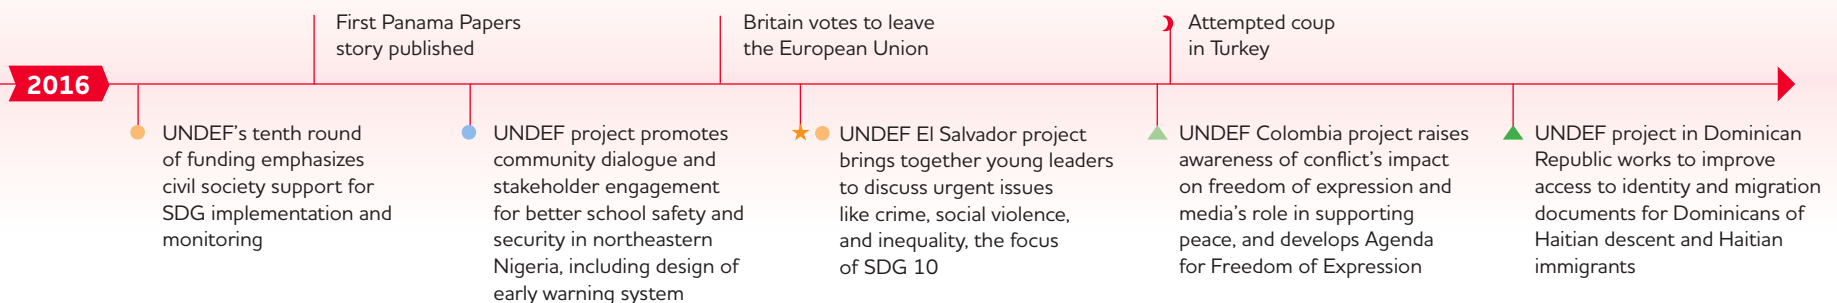 First Panama Papers
story published
Britain votes to leave
the European Union
Attempted coup
in Turkey
2016
UNDEF’s tenth round
of funding emphasizes
civil society support for
SDG implementation and
monitoring
UNDEF project promotes
community dialogue and
stakeholder engagement
for better school safety and
security in northeastern
Nigeria, including design of
early warning system
UNDEF El Salvador project
brings together young leaders
to discuss urgent issues
like crime, social violence,
and inequality, the focus
of SDG 10
UNDEF Colombia project raises
awareness of conflict’s impact
on freedom of expression and
media’s role in supporting
peace, and develops Agenda
for Freedom of Expression
UNDEF project in Dominican
Republic works to improve
access to identity and migration
documents for Dominicans of
Haitian descent and Haitian
immigrants